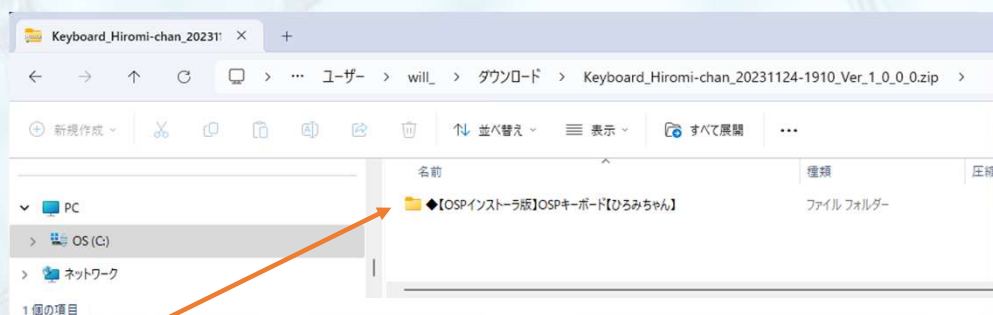 Keyboard_Hiromi-chan_20231
ユーザー > will_ > ダウンロード > Keyboard_Hiromi-chan_20231124-1910_Ver_1_0_0_0.zip >
新規作成 並べ替え 表示 すべて展開 ...
名前 種類 圧縮
PC
◆【OSPインストーラ版】OSPキーボード【ひろみちゃん】 ファイル フォルダー
OS (C:)
ネットワーク
1 個の項目